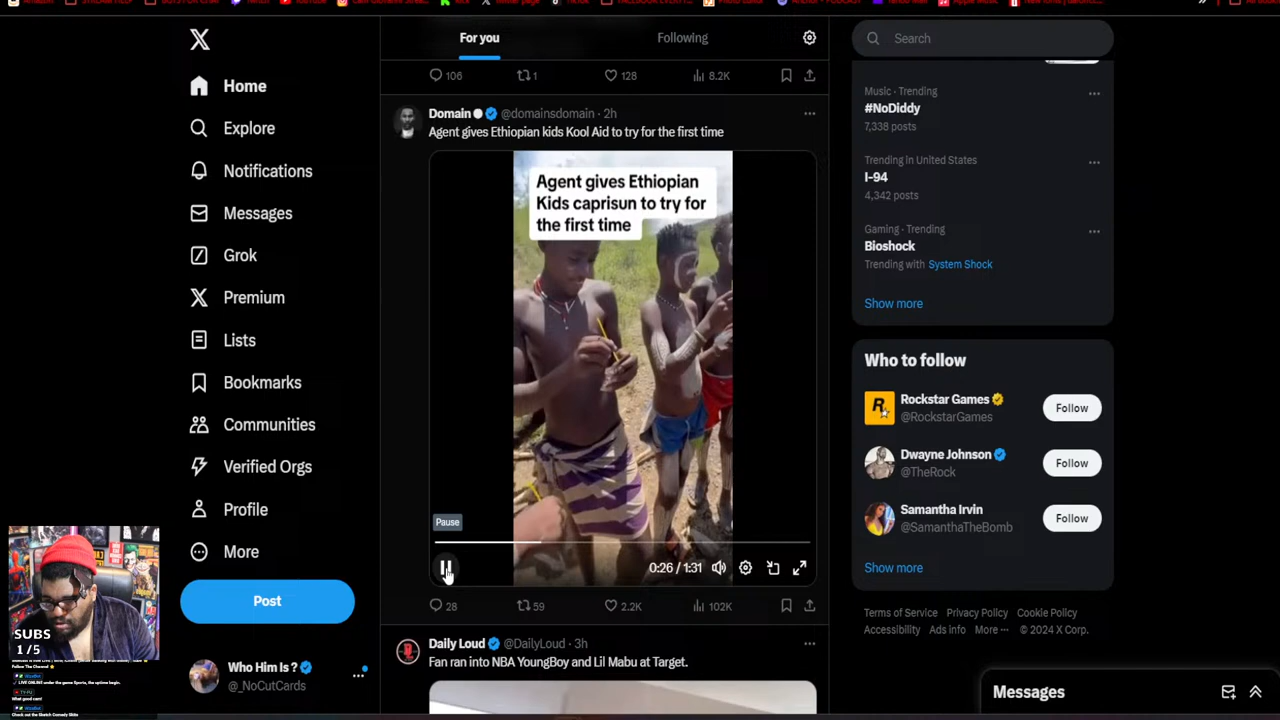 For you
Following
Search
106
1
128
8.2K
Domain @domainsdomain · 2h
Agent gives Ethiopian kids Kool Aid to try for the first time
Agent gives Ethiopian
Kids caprisun to try for
the first time
Pause
0:26 / 1:31
28
59
2.2K
102K
Daily Loud @DailyLoud · 3h
Fan ran into NBA YoungBoy and Lil Mabu at Target.
Home
Explore
Notifications
Messages
Grok
Premium
Lists
Bookmarks
Communities
Verified Orgs
Profile
More
Post
Who Him Is ?
@_NoCutCards
SUBS
1 / 5
Music · Trending
#NoDiddy
7,338 posts
Trending in United States
I-94
4,342 posts
Gaming · Trending
Bioshock
Trending with System Shock
Show more
Who to follow
Rockstar Games
@RockstarGames
Follow
Dwayne Johnson
@TheRock
Follow
Samantha Irvin
@SamanthaTheBomb
Follow
Show more
Terms of Service Privacy Policy Cookie Policy
Accessibility Ads info More ··· © 2024 X Corp.
Messages